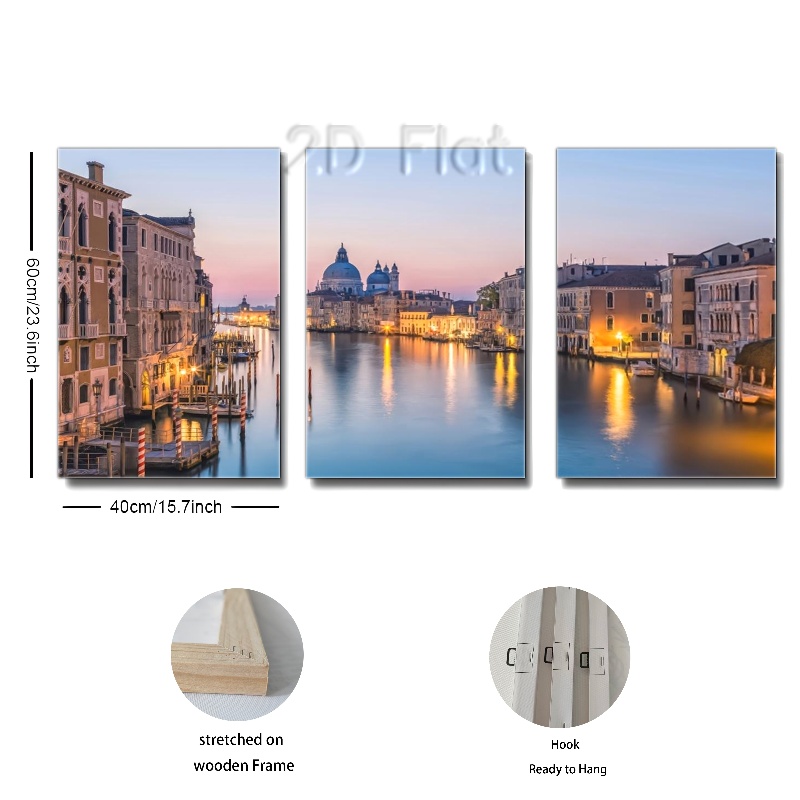 2D Flat
60cm/23.6inch
40cm/15.7inch
stretched on
wooden Frame
Hook
Ready to Hang